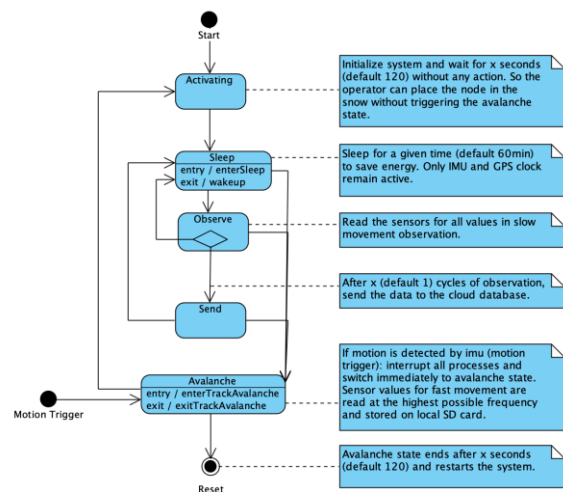 Start
Activating
Initialize system and wait for x seconds
(default 120) without any action. So the
operator can place the node in the
snow without triggering the avalanche
state.
Sleep
entry / enterSleep
exit / wakeup
Sleep for a given time (default 60min)
to save energy. Only IMU and GPS clock
remain active.
Observe
Read the sensors for all values in slow
movement observation.
After x (default 1) cycles of observation,
send the data to the cloud database.
Send
If motion is detected by imu (motion
trigger): interrupt all processes and
switch immediately to avalanche state.
Sensor values for fast movement are
read at the highest possible frequency
and stored on local SD card.
Avalanche
entry / enterTrackAvalanche
exit / exitTrackAvalanche
Motion Trigger
Avalanche state ends after x seconds
(default 120) and restarts the system.
Reset